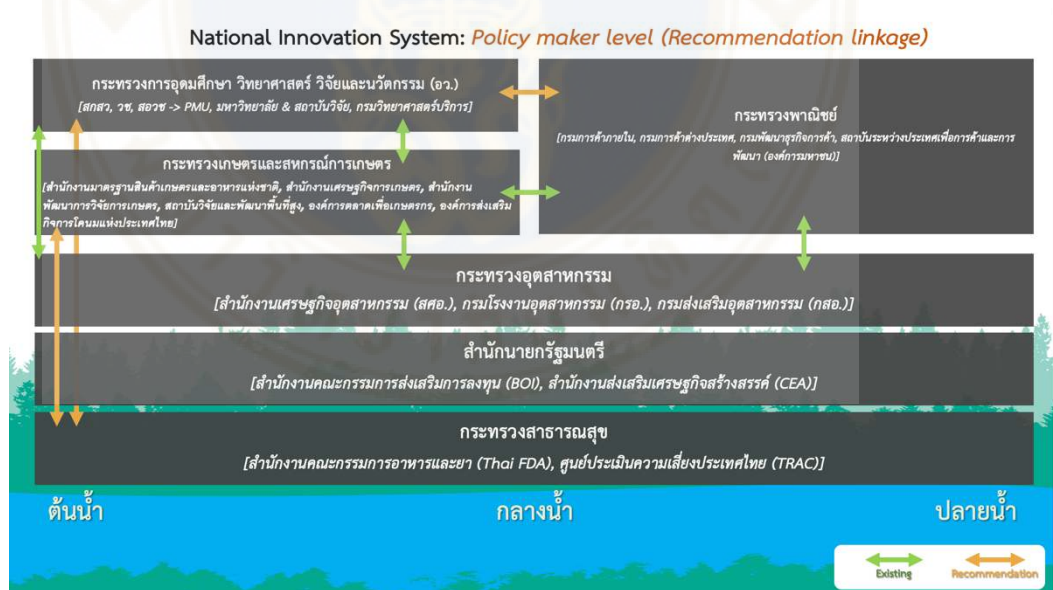 National Innovation System: Policy maker level (Recommendation linkage)
กระทรวงการอุดมศึกษา วิทยาศาสตร์ วิจัยและนวัตกรรม (อว.)
[สกสว, วช, สอวช -> PMU, มหาวิทยาลัย & สถาบันวิจัย, กรมวิทยาศาสตร์บริการ]
กระทรวงพาณิชย์
[กรมการค้าภายใน, กรมการค้าต่างประเทศ, กรมพัฒนาธุรกิจการค้า, สถาบันระหว่างประเทศเพื่อการค้าและการ
พัฒนา (องค์การมหาชน)]
กระทรวงเกษตรและสหกรณ์การเกษตร
[สำนักงานมาตรฐานสินค้าเกษตรและอาหารแห่งชาติ, สำนักงานเศรษฐกิจการเกษตร, สำนักงาน
พัฒนาการวิจัยการเกษตร, สถาบันวิจัยและพัฒนาพื้นที่สูง, องค์การตลาดเพื่อเกษตรกร, องค์การส่งเสริม
กิจการโคนมแห่งประเทศไทย]
กระทรวงอุตสาหกรรม
[สำนักงานเศรษฐกิจอุตสาหกรรม (สศอ.), กรมโรงงานอุตสาหกรรม (กรอ.), กรมส่งเสริมอุตสาหกรรม (กสอ.)]
สำนักนายกรัฐมนตรี
[สำนักงานคณะกรรมการส่งเสริมการลงทุน (BOI), สำนักงานส่งเสริมเศรษฐกิจสร้างสรรค์ (CEA)]
กระทรวงสาธารณสุข
[สำนักงานคณะกรรมการอาหารและยา (Thai FDA), ศูนย์ประเมินความเสี่ยงประเทศไทย (TRAC)]
ต้นน้ำ กลางน้ำ ปลายน้ำ
Existing Recommendation